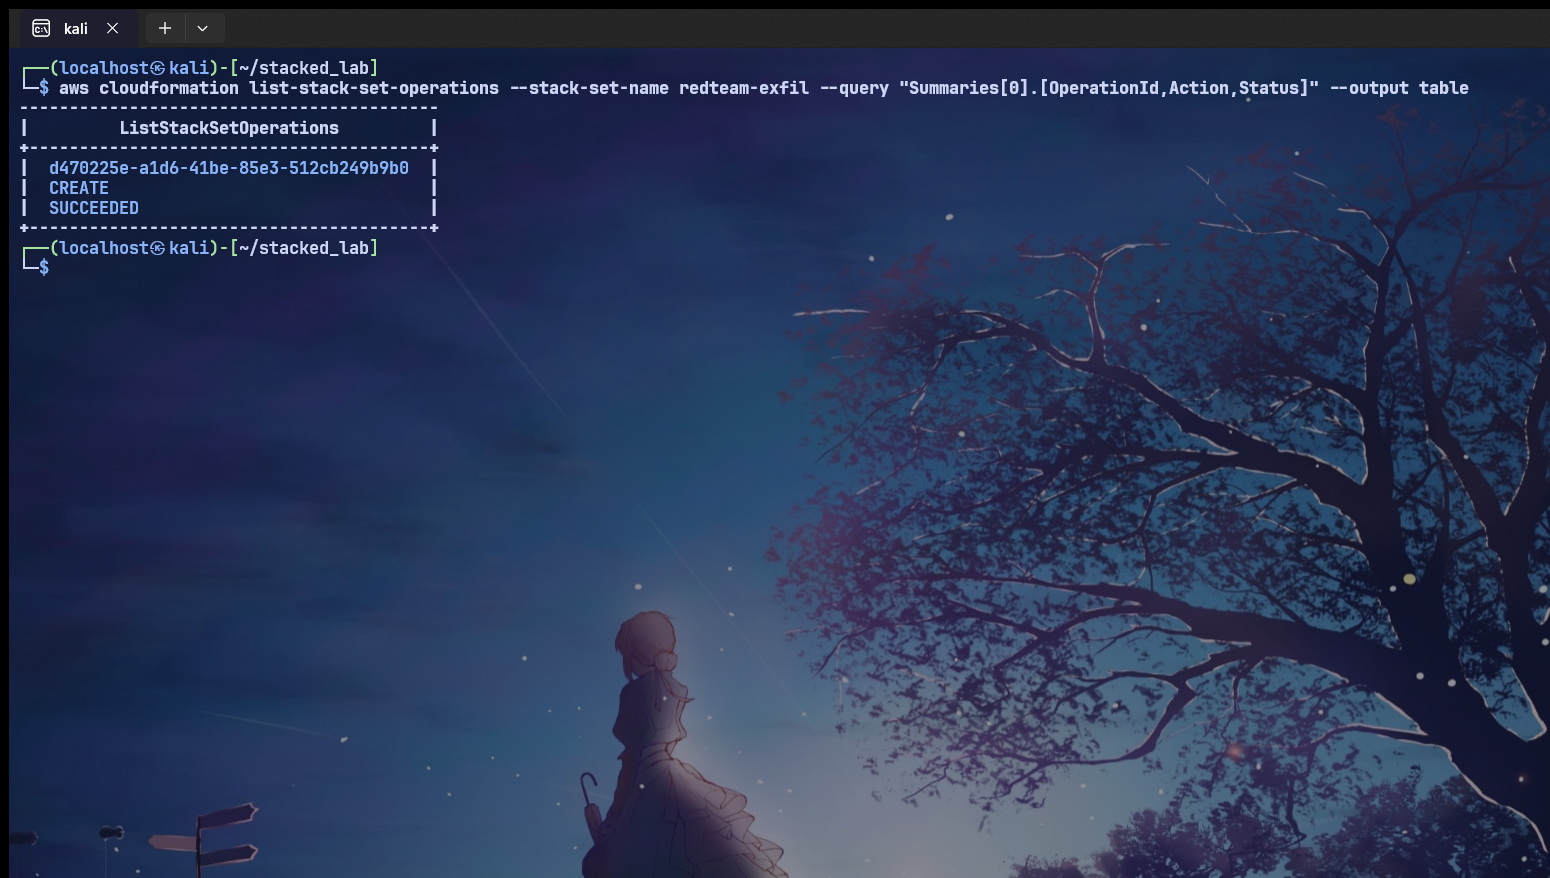 kali
┌──(localhost㉿kali)-[~/stacked_lab]
└─$ aws cloudformation list-stack-set-operations --stack-set-name redteam-exfil --query "Summaries[0].[OperationId,Action,Status]" --output table
------------------------------------------
|         ListStackSetOperations         |
+----------------------------------------+
|  d470225e-a1d6-41be-85e3-512cb249b9b0  |
|  CREATE                                |
|  SUCCEEDED                             |
+----------------------------------------+
┌──(localhost㉿kali)-[~/stacked_lab]
└─$